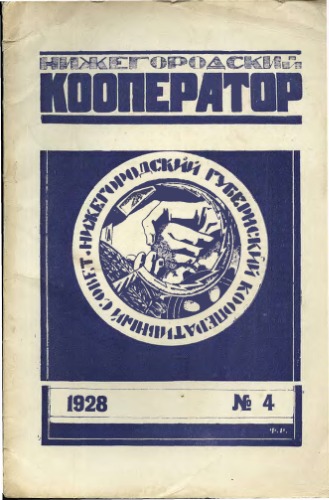 НИЖЕГОРОДСКИЙ
КООПЕРАТОР
НИЖЕГОРОДСКИЙ ГУБЕРНСКИЙ КООПЕРАТИВНЫЙ СОВЕТ
1928 № 4